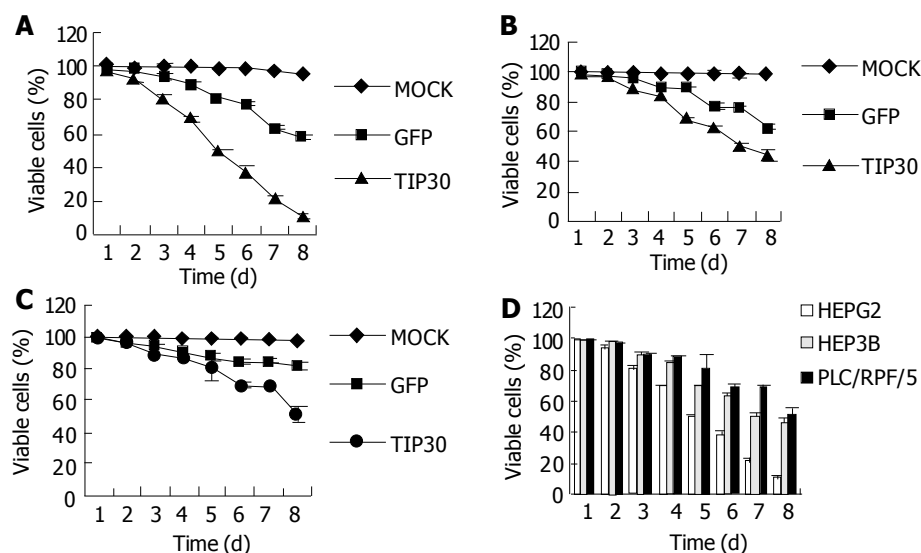 A
120
100
80
60
40
20
0
Viable cells (%)
1 2 3 4 5 6 7 8
Time (d)
MOCK
GFP
TIP30
B
120
100
80
60
40
20
0
Viable cells (%)
1 2 3 4 5 6 7 8
Time (d)
MOCK
GFP
TIP30
C
120
100
80
60
40
20
0
Viable cells (%)
1 2 3 4 5 6 7 8
Time (d)
MOCK
GFP
TIP30
D
120
100
80
60
40
20
0
Viable cells (%)
1 2 3 4 5 6 7 8
Time (d)
HEPG2
HEP3B
PLC/RPF/5